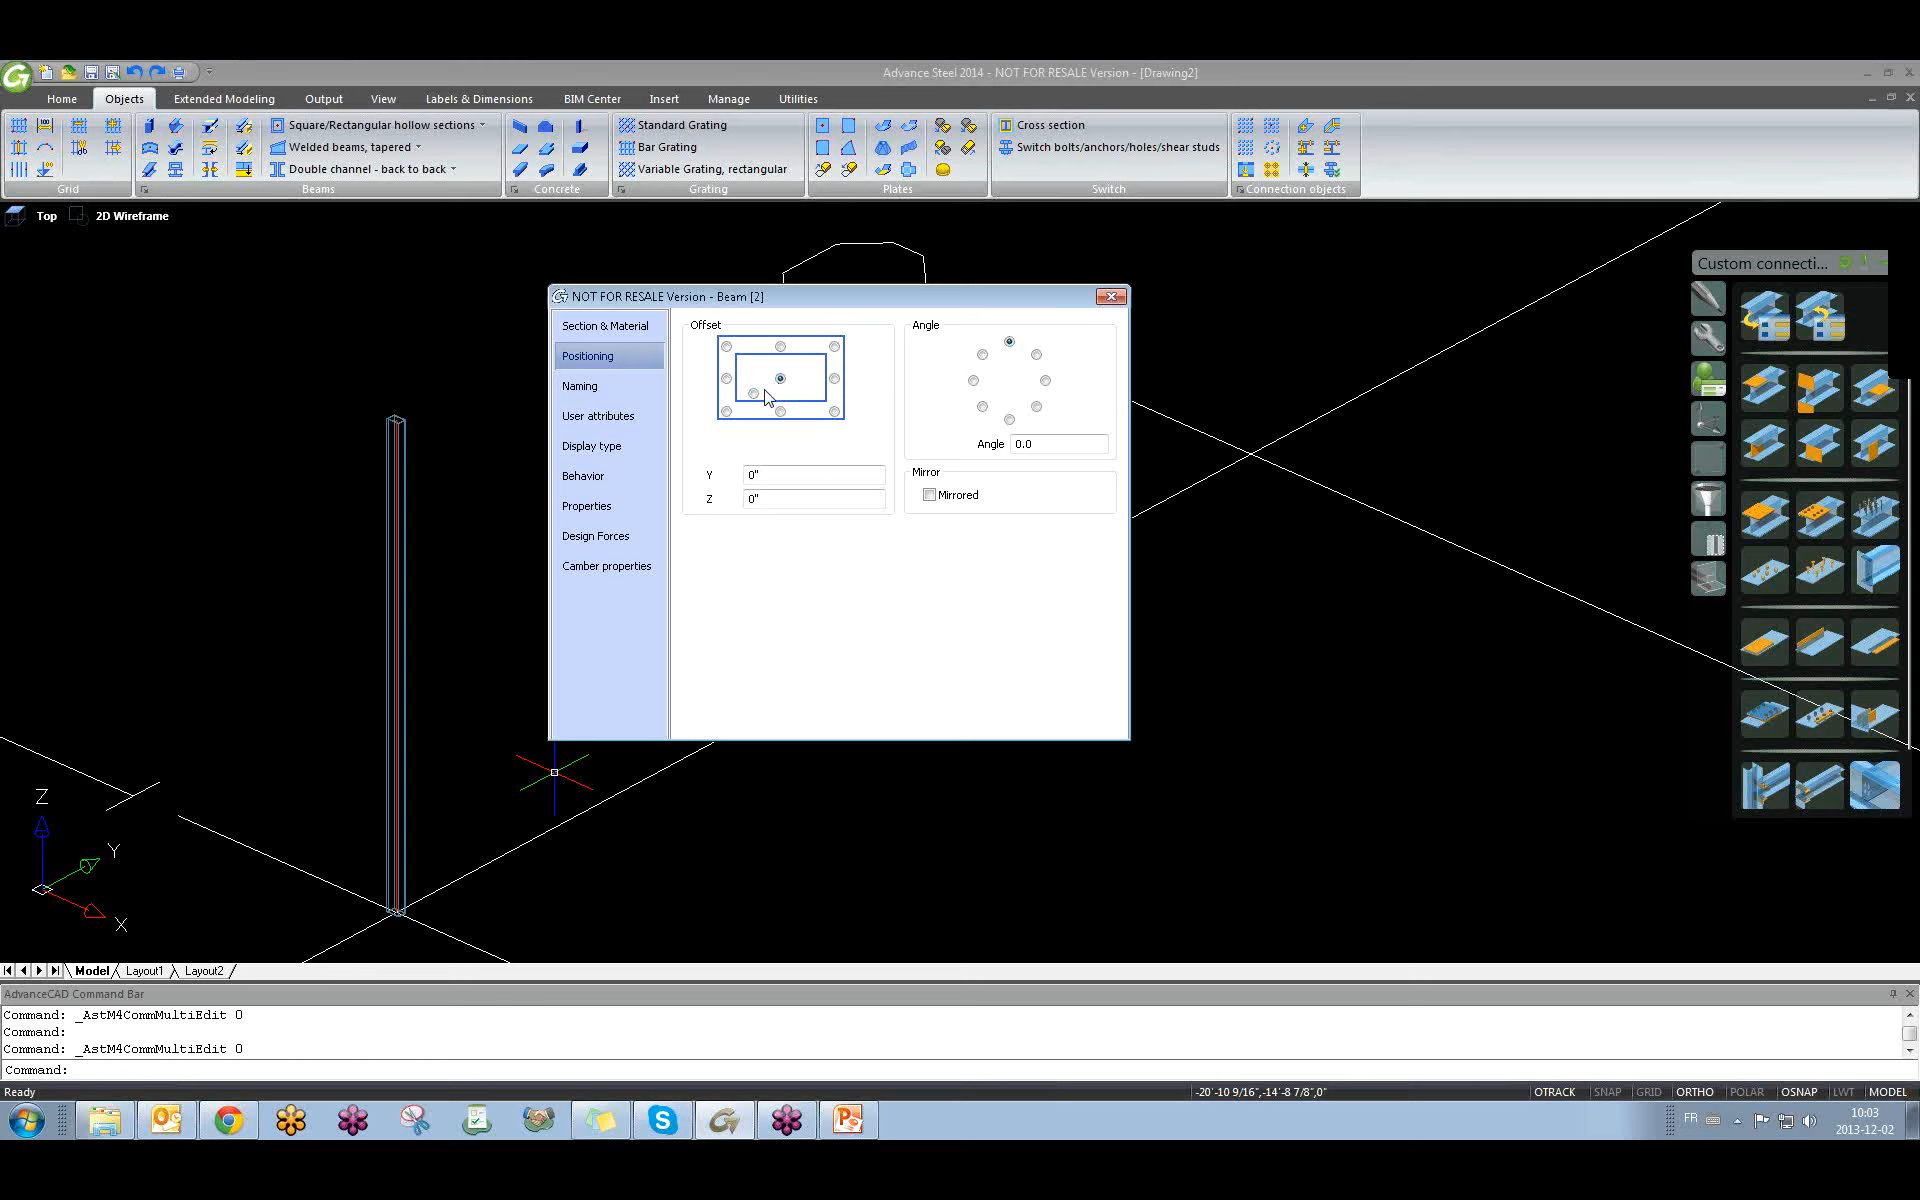 Advance Steel 2014 - NOT FOR RESALE Version - [Drawing2]
Home Objects Extended Modeling Output View Labels & Dimensions BIM Center Insert Manage Utilities
Square/Rectangular hollow sections Standard Grating Cross section
Welded beams, tapered Bar Grating Switch bolts/anchors/holes/shear studs
Double channel - back to back Variable Grating, rectangular
Grid Beams Concrete Grating Plates Switch Connection objects
Top 2D Wireframe
Custom connecti...
NOT FOR RESALE Version - Beam [2]
Section & Material
Positioning
Naming
User attributes
Display type
Behavior
Properties
Design Forces
Camber properties
Offset
Y 0"
Z 0"
Angle
Angle 0.0
Mirror
Mirrored
Z
Y
X
Model Layout1 Layout2
AdvanceCAD Command Bar
Command: _AstM4CommMultiEdit 0
Command:
Command: _AstM4CommMultiEdit 0
Command:
Ready -20'-10 9/16",-14'-8 7/8",0" OTRACK SNAP GRID ORTHO POLAR OSNAP LWT MODEL
FR 10:03
2013-12-02